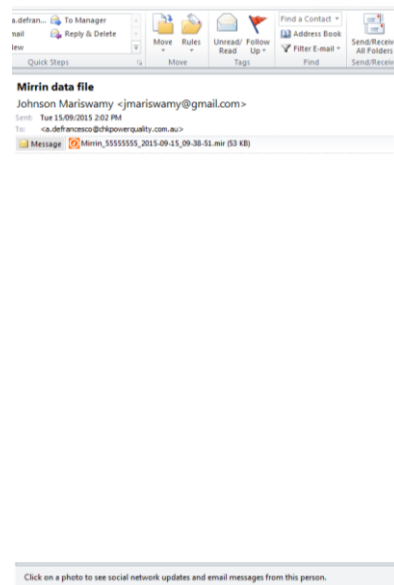 a.defran... To Manager
mail Reply & Delete
New
Move Rules
Unread/ Read Follow Up
Find a Contact
Address Book
Filter E-mail
Send/Receive All Folders
Quick Steps Move Tags Find Send/Receive
Mirrin data file
Johnson Mariswamy <jmariswamy@gmail.com>
Sent: Tue 15/09/2015 2:02 PM
To: <a.defrancesco@chkpowerquality.com.au>
Message Mirrin_55555555_2015-09-15_09-38-51.mir (53 KB)
Click on a photo to see social network updates and email messages from this person.